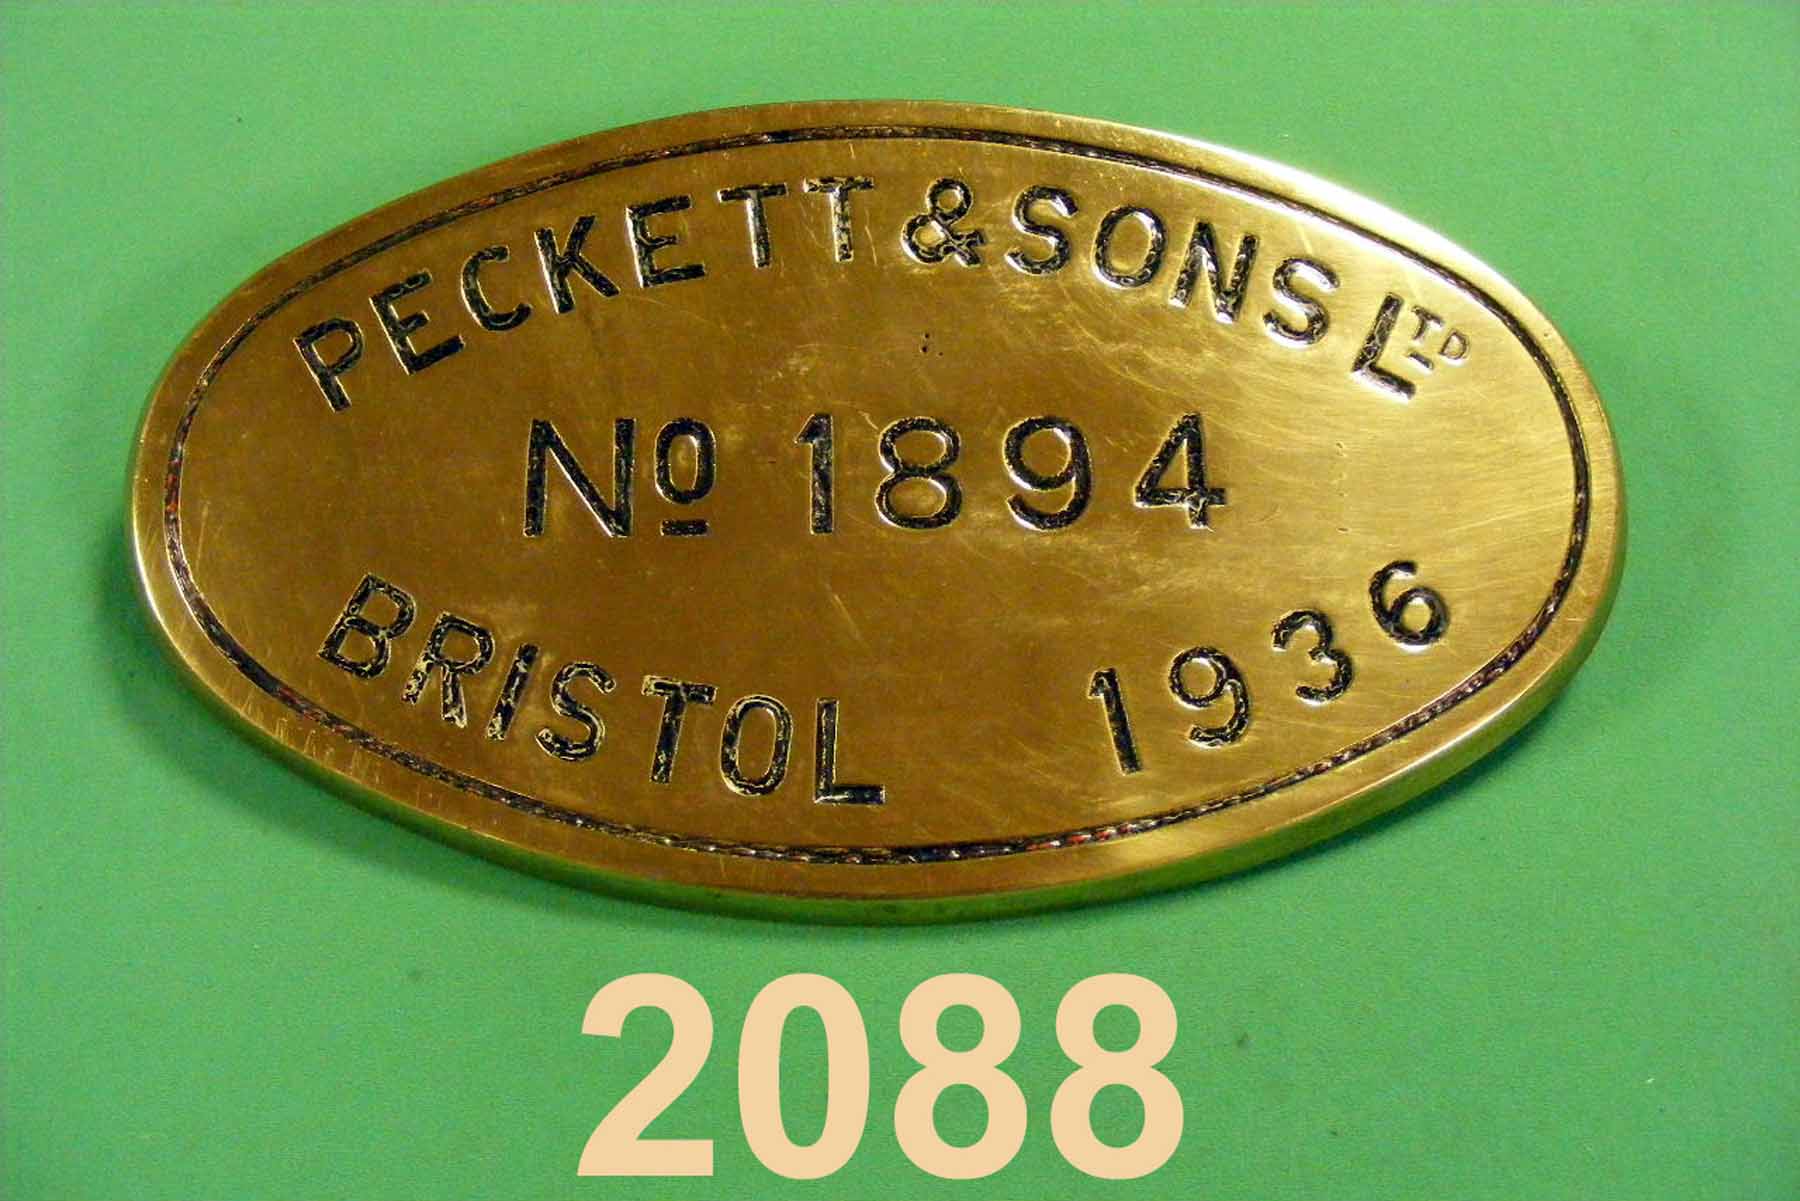 PECKETT & SONS LTD
No 1894
BRISTOL 1936
2088